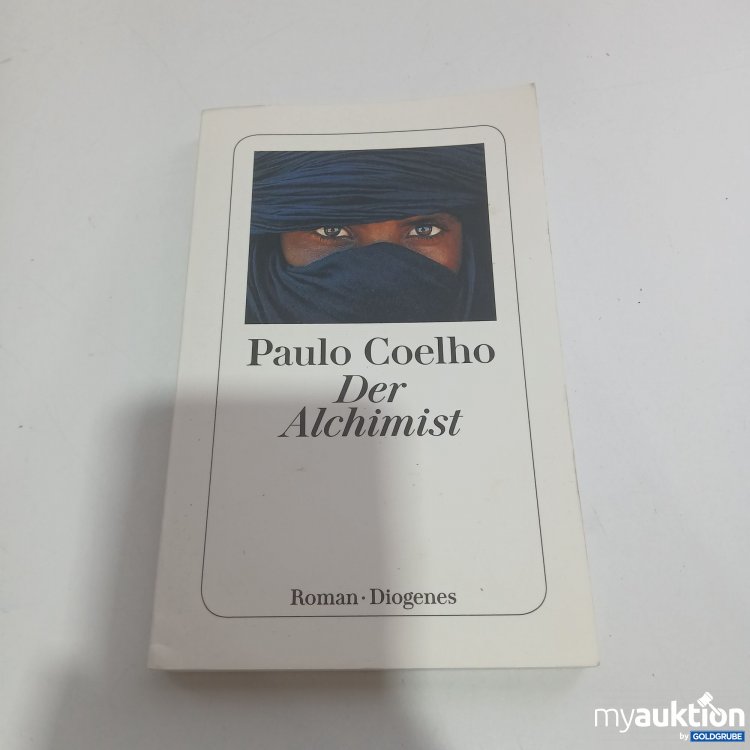 Paulo Coelho
Der
Alchimist
Roman · Diogenes
myauktion
by GOLDGRUBE